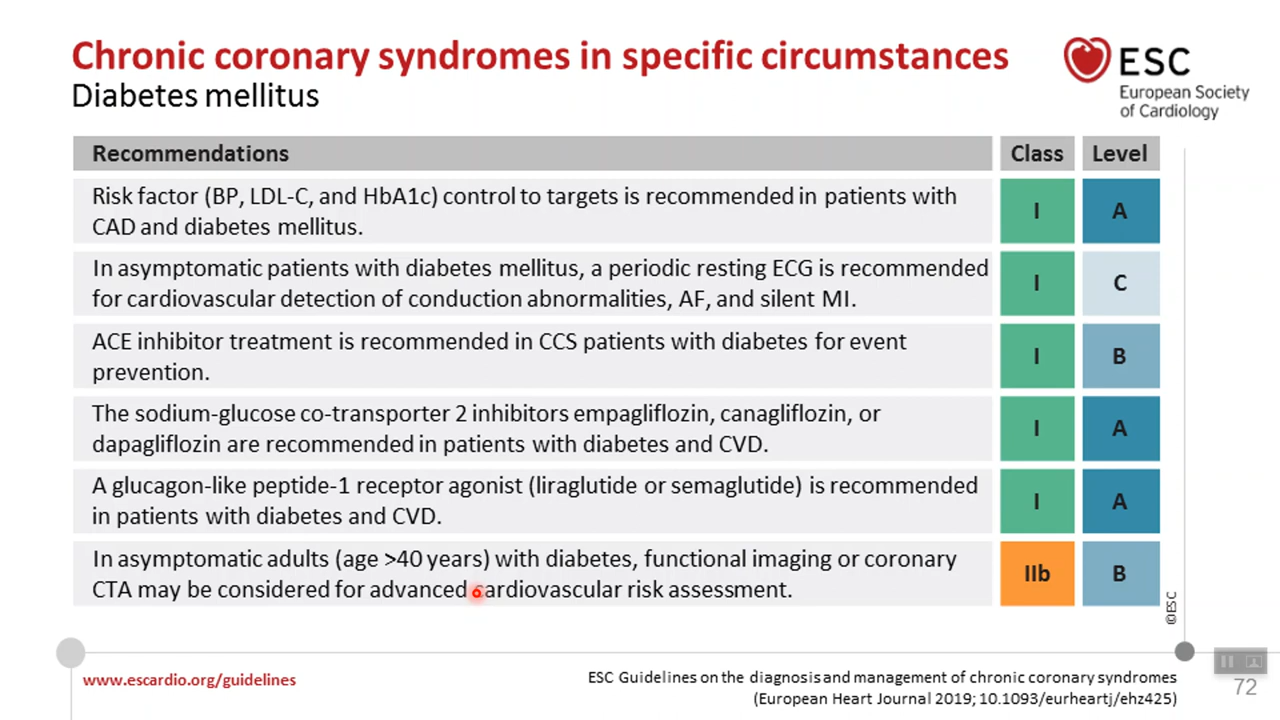 Chronic coronary syndromes in specific circumstances
Diabetes mellitus
ESC
European Society
of Cardiology
Recommendations Class Level
Risk factor (BP, LDL-C, and HbA1c) control to targets is recommended in patients with
CAD and diabetes mellitus.
I A
In asymptomatic patients with diabetes mellitus, a periodic resting ECG is recommended
for cardiovascular detection of conduction abnormalities, AF, and silent MI.
I C
ACE inhibitor treatment is recommended in CCS patients with diabetes for event
prevention.
I B
The sodium-glucose co-transporter 2 inhibitors empagliflozin, canagliflozin, or
dapagliflozin are recommended in patients with diabetes and CVD.
I A
A glucagon-like peptide-1 receptor agonist (liraglutide or semaglutide) is recommended
in patients with diabetes and CVD.
I A
In asymptomatic adults (age >40 years) with diabetes, functional imaging or coronary
CTA may be considered for advanced cardiovascular risk assessment.
IIb B
©ESC
www.escardio.org/guidelines
ESC Guidelines on the diagnosis and management of chronic coronary syndromes
(European Heart Journal 2019; 10.1093/eurheartj/ehz425)
72